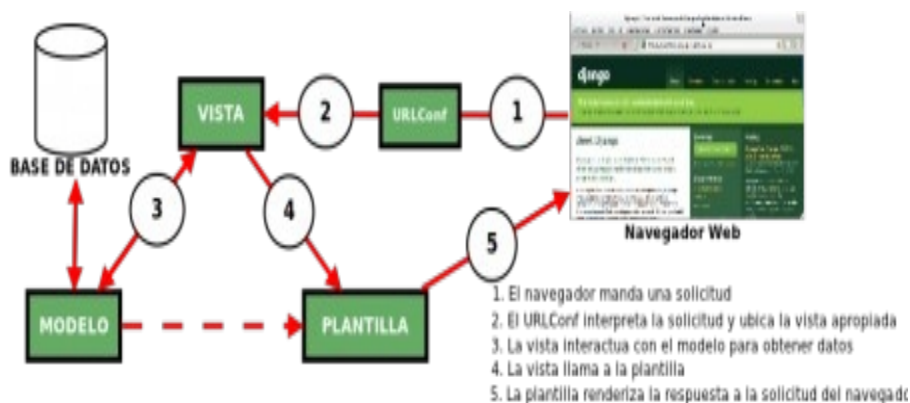 django
VISTA
2
URLConf
1
BASE DE DATOS
3
4
5
Navegador Web
MODELO
PLANTILLA
1. El navegador manda una solicitud
2. El URLConf interpreta la solicitud y ubica la vista apropiada
3. La vista interactua con el modelo para obtener datos
4. La vista llama a la plantilla
5. La plantilla renderiza la respuesta a la solicitud del navegado